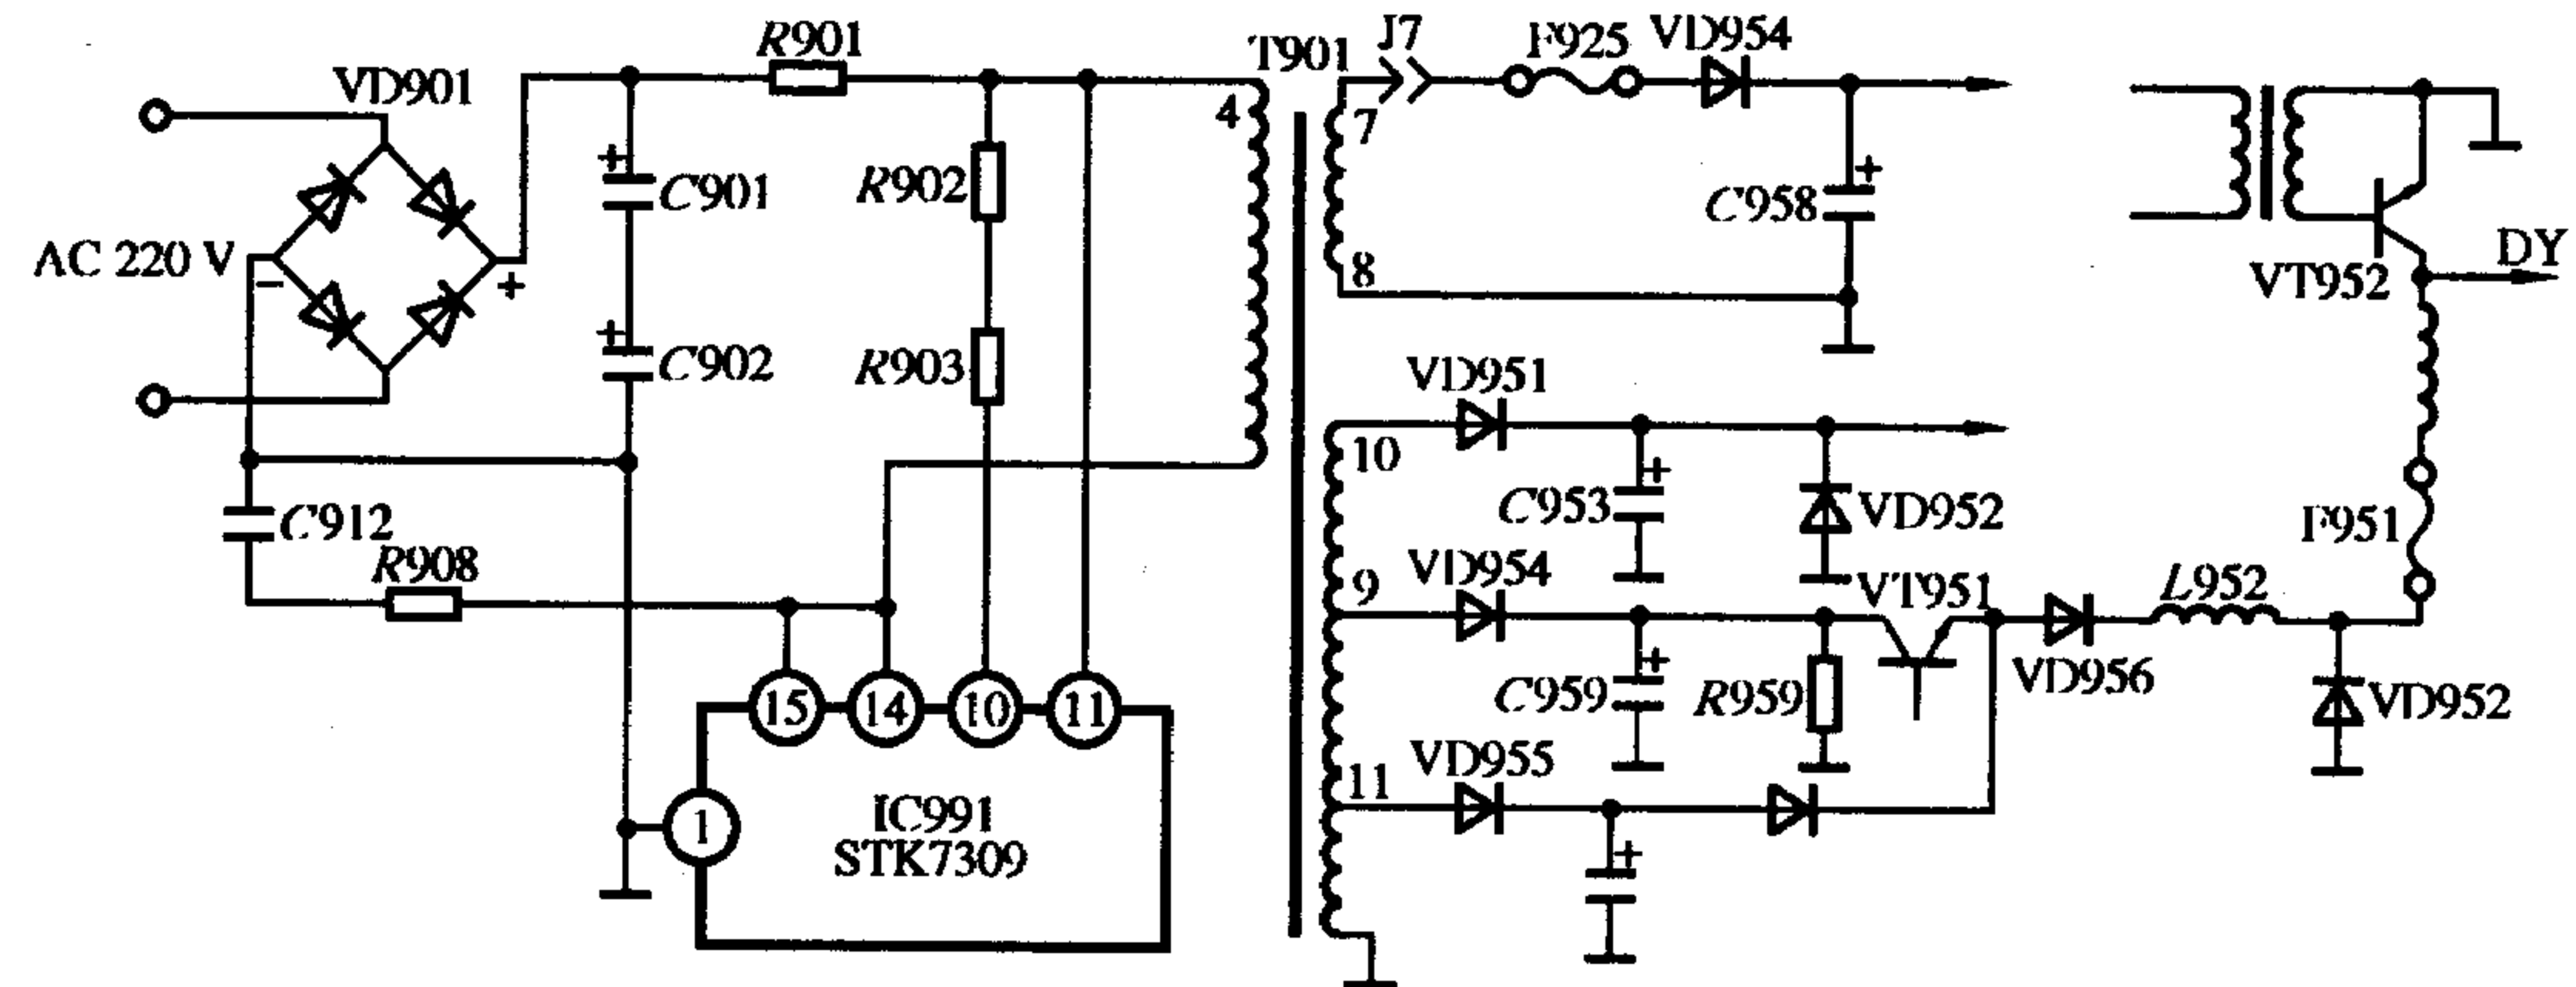 R901
T901
J7
F925
VD954
VD901
4
7
+
C901
R902
C958
+
AC 220 V
−
+
8
DY
VT952
+
C902
R903
VD951
10
+
C953
VD952
F951
C912
R908
9
VD954
VT951
L952
15
14
10
11
+
C959
R959
VD956
VD952
11
VD955
1
IC991
STK7309
+